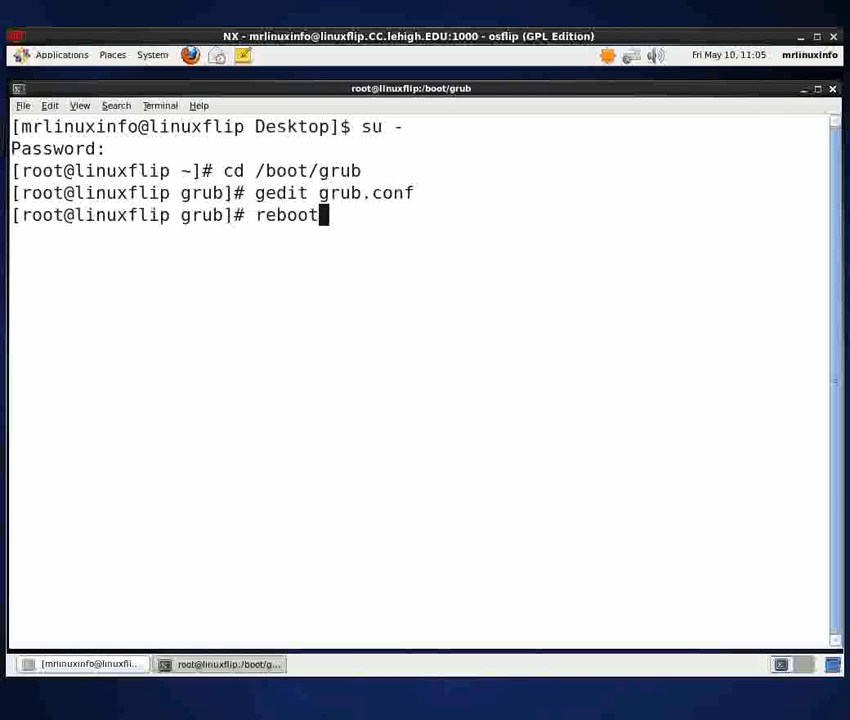 NX - mrlinuxinfo@linuxflip.CC.lehigh.EDU:1000 - osflip (GPL Edition)
Applications Places System Fri May 10, 11:05 mrlinuxinfo
root@linuxflip:/boot/grub
File Edit View Search Terminal Help
[mrlinuxinfo@linuxflip Desktop]$ su -
Password:
[root@linuxflip ~]# cd /boot/grub
[root@linuxflip grub]# gedit grub.conf
[root@linuxflip grub]# reboot
[mrlinuxinfo@linuxfli... root@linuxflip:/boot/g...